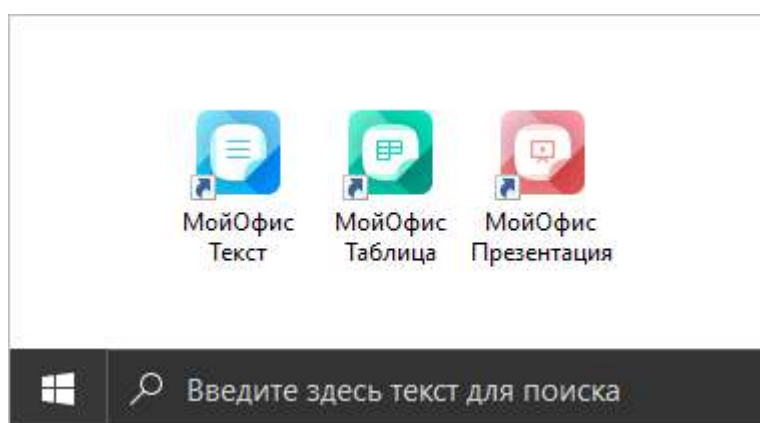 МойОфис МойОфис МойОфис
Текст Таблица Презентация
Введите здесь текст для поиска